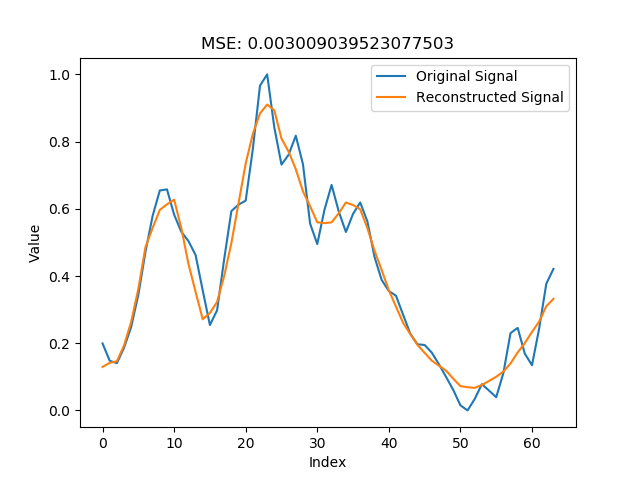 MSE: 0.003009039523077503
Original Signal
Reconstructed Signal
1.0
0.8
0.6
0.4
0.2
0.0
Value
0 10 20 30 40 50 60
Index